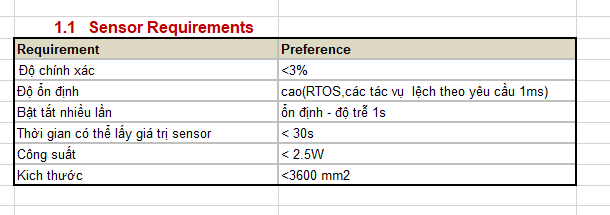 1.1 Sensor Requirements
Requirement Preference
Độ chính xác <3%
Độ ổn định cao(RTOS,các tác vụ lệch theo yêu cầu 1ms)
Bật tắt nhiều lần ổn định - độ trễ 1s
Thời gian có thể lấy giá trị sensor < 30s
Công suất < 2.5W
Kich thước <3600 mm2